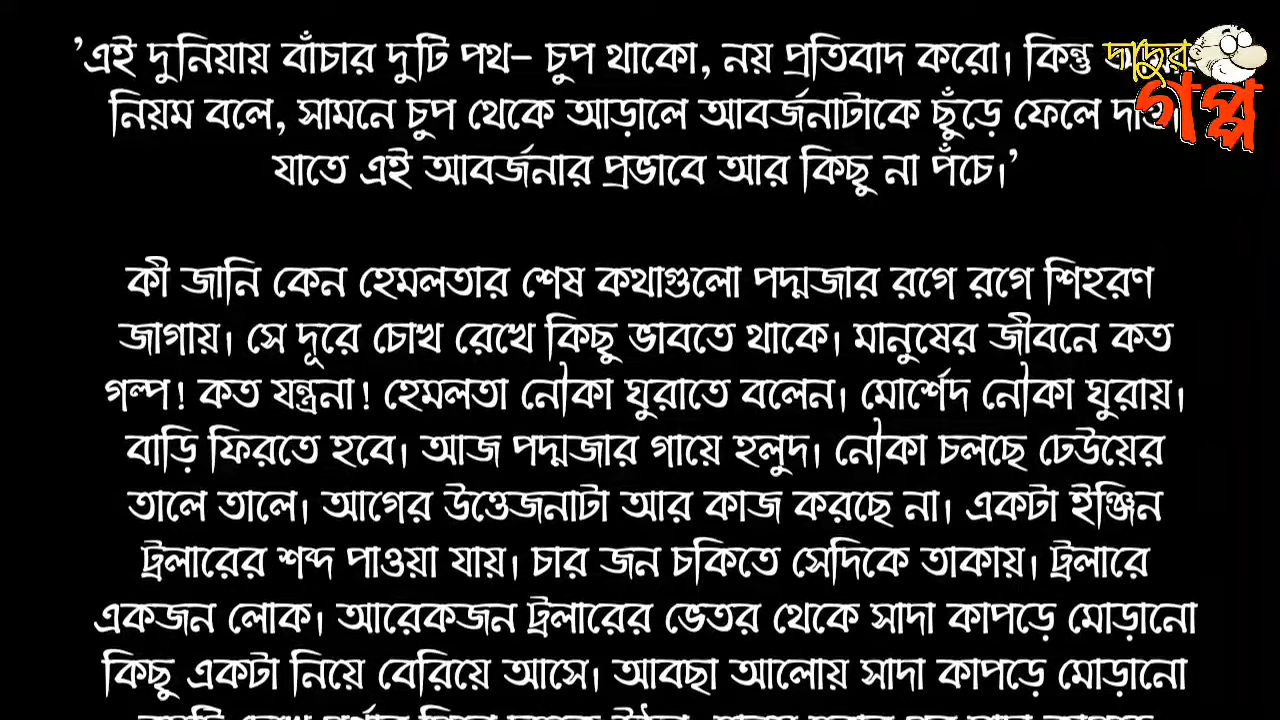 ’এই দুনিয়ায় বাঁচার দুটি পথ– চুপ থাকো, নয় প্রতিবাদ করো। কিন্তু
দাদুর
গল্প
নিয়ম বলে, সামনে চুপ থেকে আড়ালে আবর্জনাটাকে ছুঁড়ে ফেলে
যাতে এই আবর্জনার প্রভাবে আর কিছু না পঁচে।’
কী জানি কেন হেমলতার শেষ কথাগুলো পদ্মজার রগে রগে শিহরণ
জাগায়। সে দূরে চোখ রেখে কিছু ভাবতে থাকে। মানুষের জীবনে কত
গল্প! কত যন্ত্রনা! হেমলতা নৌকা ঘুরাতে বলেন। মোর্শেদ নৌকা ঘুরায়।
বাড়ি ফিরতে হবে। আজ পদ্মজার গায়ে হলুদ। নৌকা চলছে ঢেউয়ের
তালে তালে। আগের উত্তেজনাটা আর কাজ করছে না। একটা ইঞ্জিন
ট্রলারের শব্দ পাওয়া যায়। চার জন চকিতে সেদিকে তাকায়। ট্রলারে
একজন লোক। আরেকজন ট্রলারের ভেতর থেকে সাদা কাপড়ে মোড়ানো
কিছু একটা নিয়ে বেরিয়ে আসে। আবছা আলোয় সাদা কাপড়ে মোড়ানো